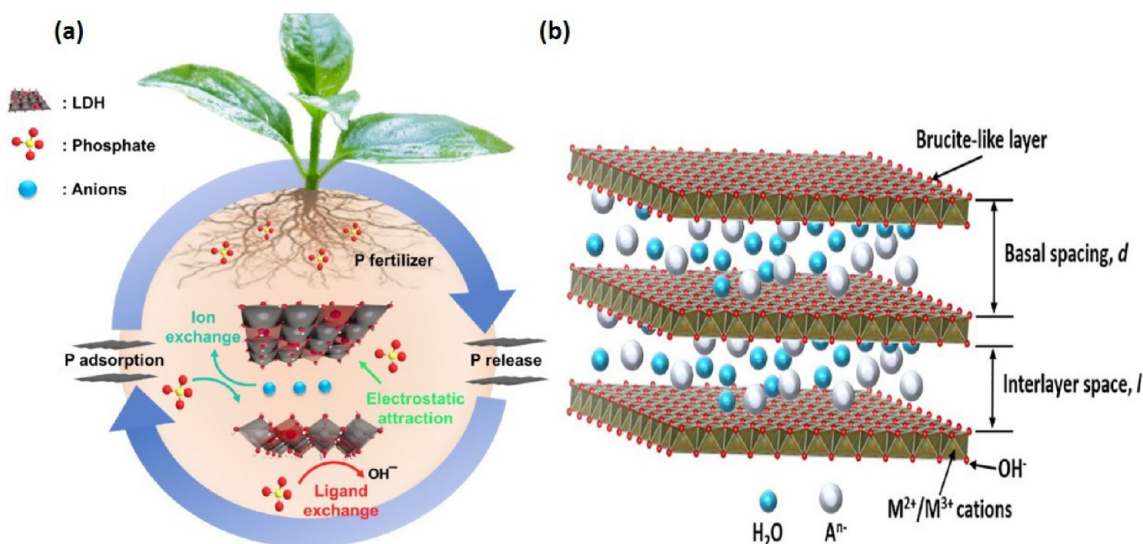 (a)
: LDH
: Phosphate
: Anions
P fertilizer
Ion
exchange
P adsorption
P release
Electrostatic
attraction
OH⁻
Ligand
exchange
(b)
Brucite-like layer
Basal spacing, d
Interlayer space, l
OH⁻
M²⁺/M³⁺ cations
H₂O
Aⁿ⁻